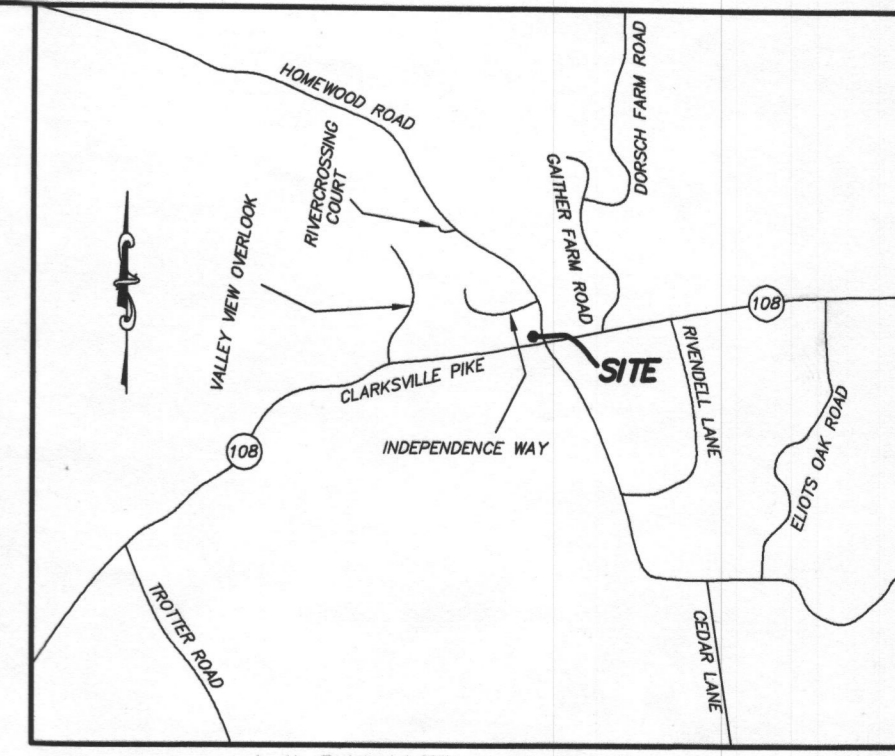 HOMEWOOD ROAD
DORSCH FARM ROAD
RIVERCROSSING
COURT
GAITHER FARM ROAD
VALLEY VIEW OVERLOOK
108
RIVENDELL LANE
SITE
CLARKSVILLE PIKE
INDEPENDENCE WAY
108
ELIOTS OAK ROAD
TROTTER ROAD
CEDAR LANE